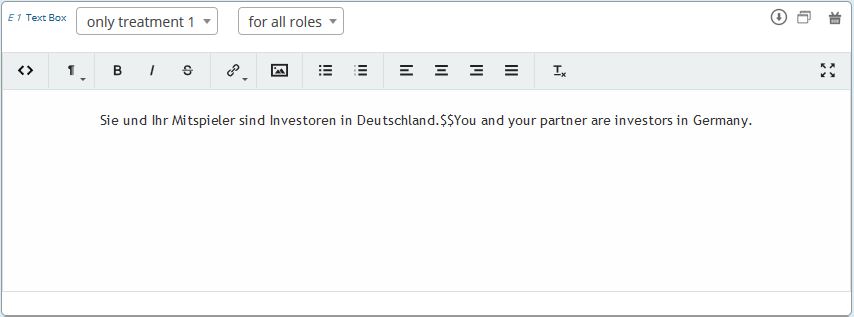 E 1 Text Box only treatment 1 for all roles
Sie und Ihr Mitspieler sind Investoren in Deutschland.$$You and your partner are investors in Germany.